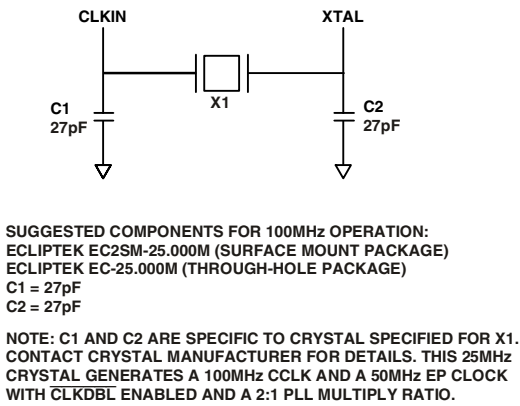 CLKIN
XTAL
X1
C1
27pF
C2
27pF
SUGGESTED COMPONENTS FOR 100MHz OPERATION:
ECLIPTEK EC2SM-25.000M (SURFACE MOUNT PACKAGE)
ECLIPTEK EC-25.000M (THROUGH-HOLE PACKAGE)
C1 = 27pF
C2 = 27pF
NOTE: C1 AND C2 ARE SPECIFIC TO CRYSTAL SPECIFIED FOR X1.
CONTACT CRYSTAL MANUFACTURER FOR DETAILS. THIS 25MHz
CRYSTAL GENERATES A 100MHz CCLK AND A 50MHz EP CLOCK
WITH C̅L̅K̅D̅B̅L̅ ENABLED AND A 2:1 PLL MULTIPLY RATIO.